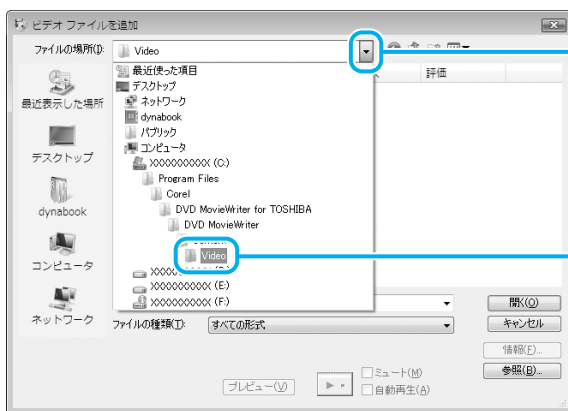 ビデオ ファイルを追加
ファイルの場所(I):
Video
評価
最近使った項目
デスクトップ
ネットワーク
dynabook
パブリック
コンピュータ
XXXXXXXXXX (C:)
Program Files
Corel
DVD MovieWriter for TOSHIBA
DVD MovieWriter
Video
XXXXXXXXXX (E:)
XXXXXXXXXX (F:)
最近表示した場所
デスクトップ
dynabook
コンピュータ
ネットワーク
ファイルの種類(T):
すべての形式
開く(O)
キャンセル
情報(F)...
参照(B)...
プレビュー(V)
ミュート(M)
自動再生(A)